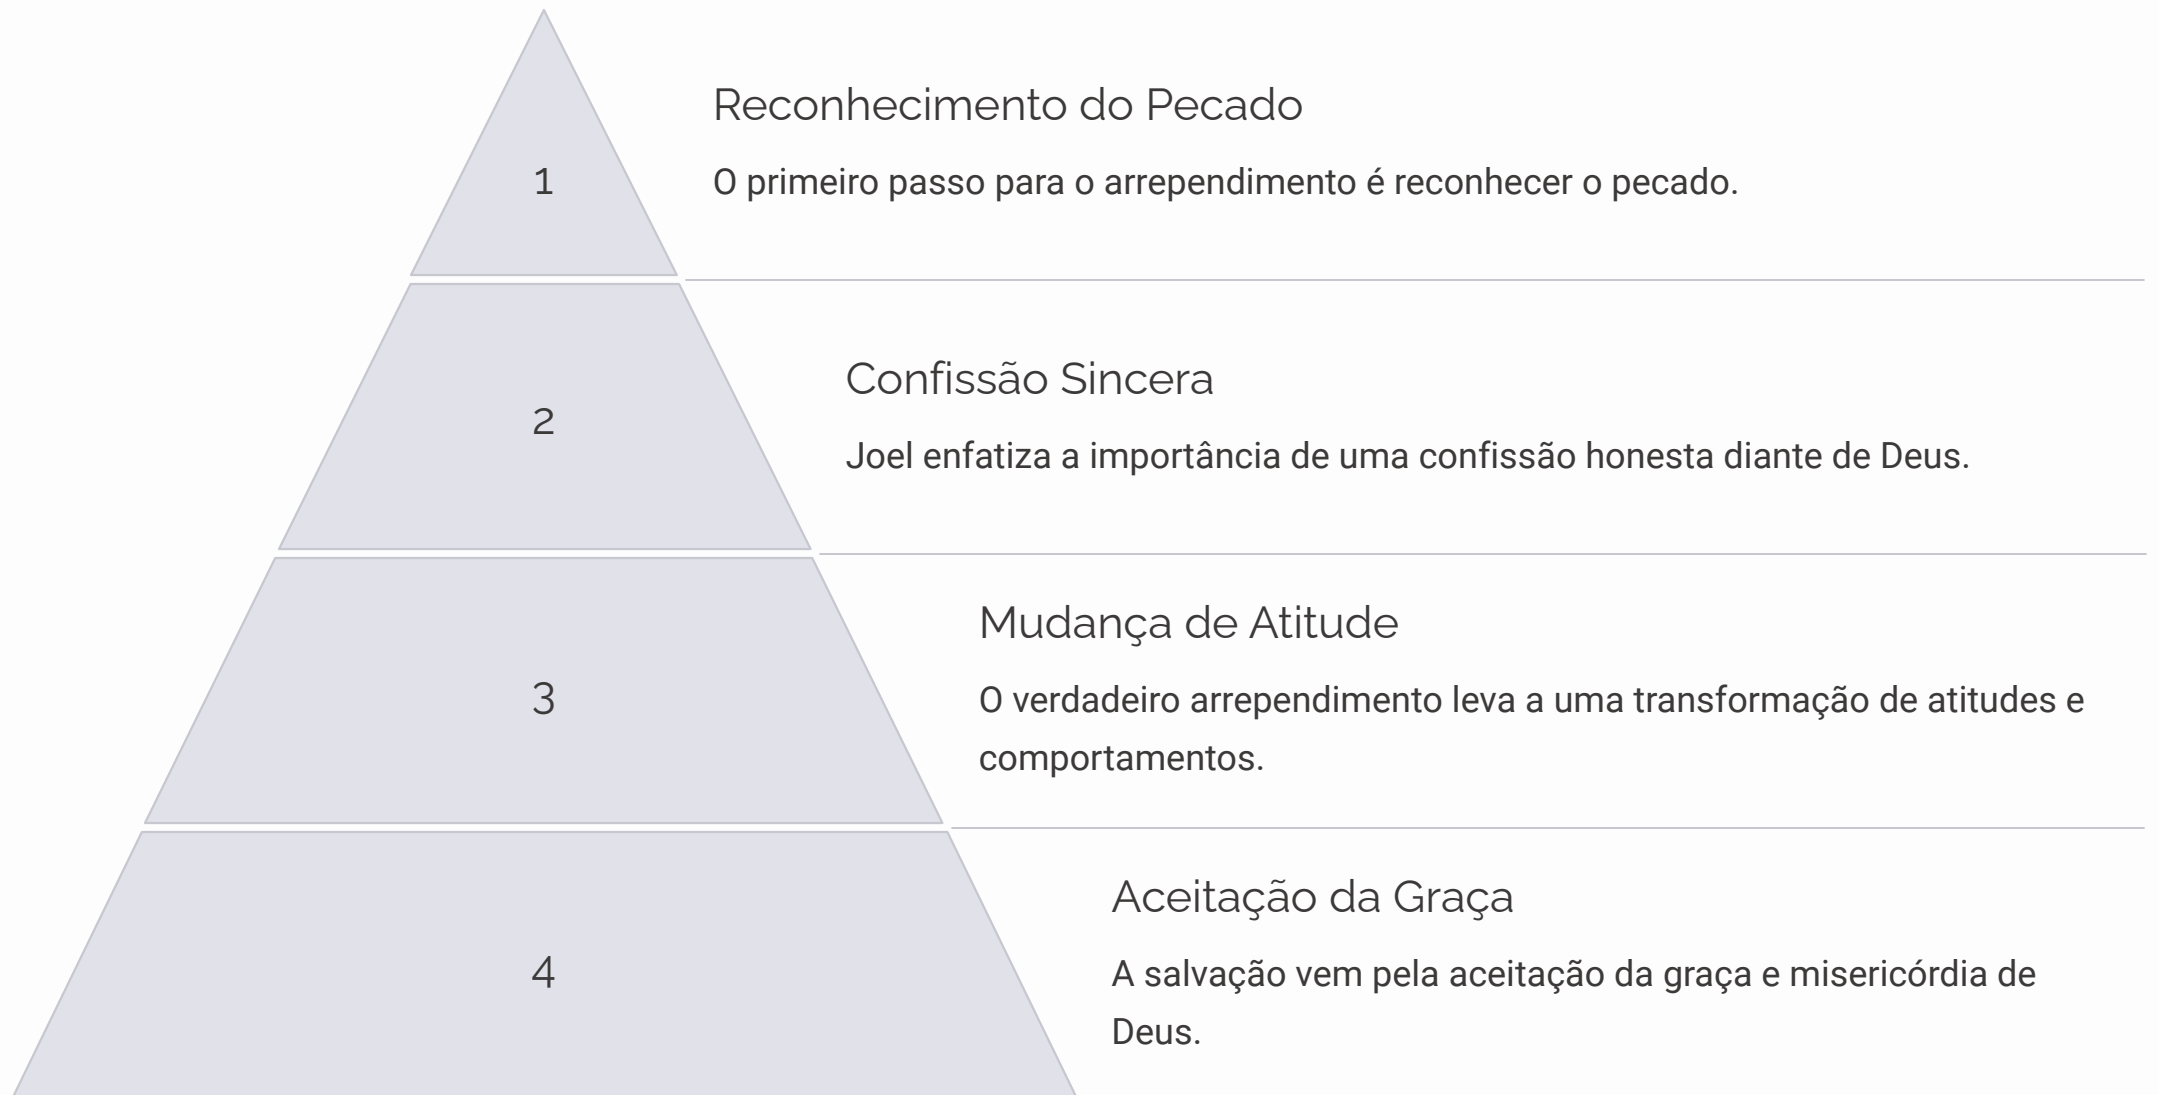 1
Reconhecimento do Pecado
O primeiro passo para o arrependimento é reconhecer o pecado.
2
Confissão Sincera
Joel enfatiza a importância de uma confissão honesta diante de Deus.
3
Mudança de Atitude
O verdadeiro arrependimento leva a uma transformação de atitudes e
comportamentos.
4
Aceitação da Graça
A salvação vem pela aceitação da graça e misericórdia de
Deus.